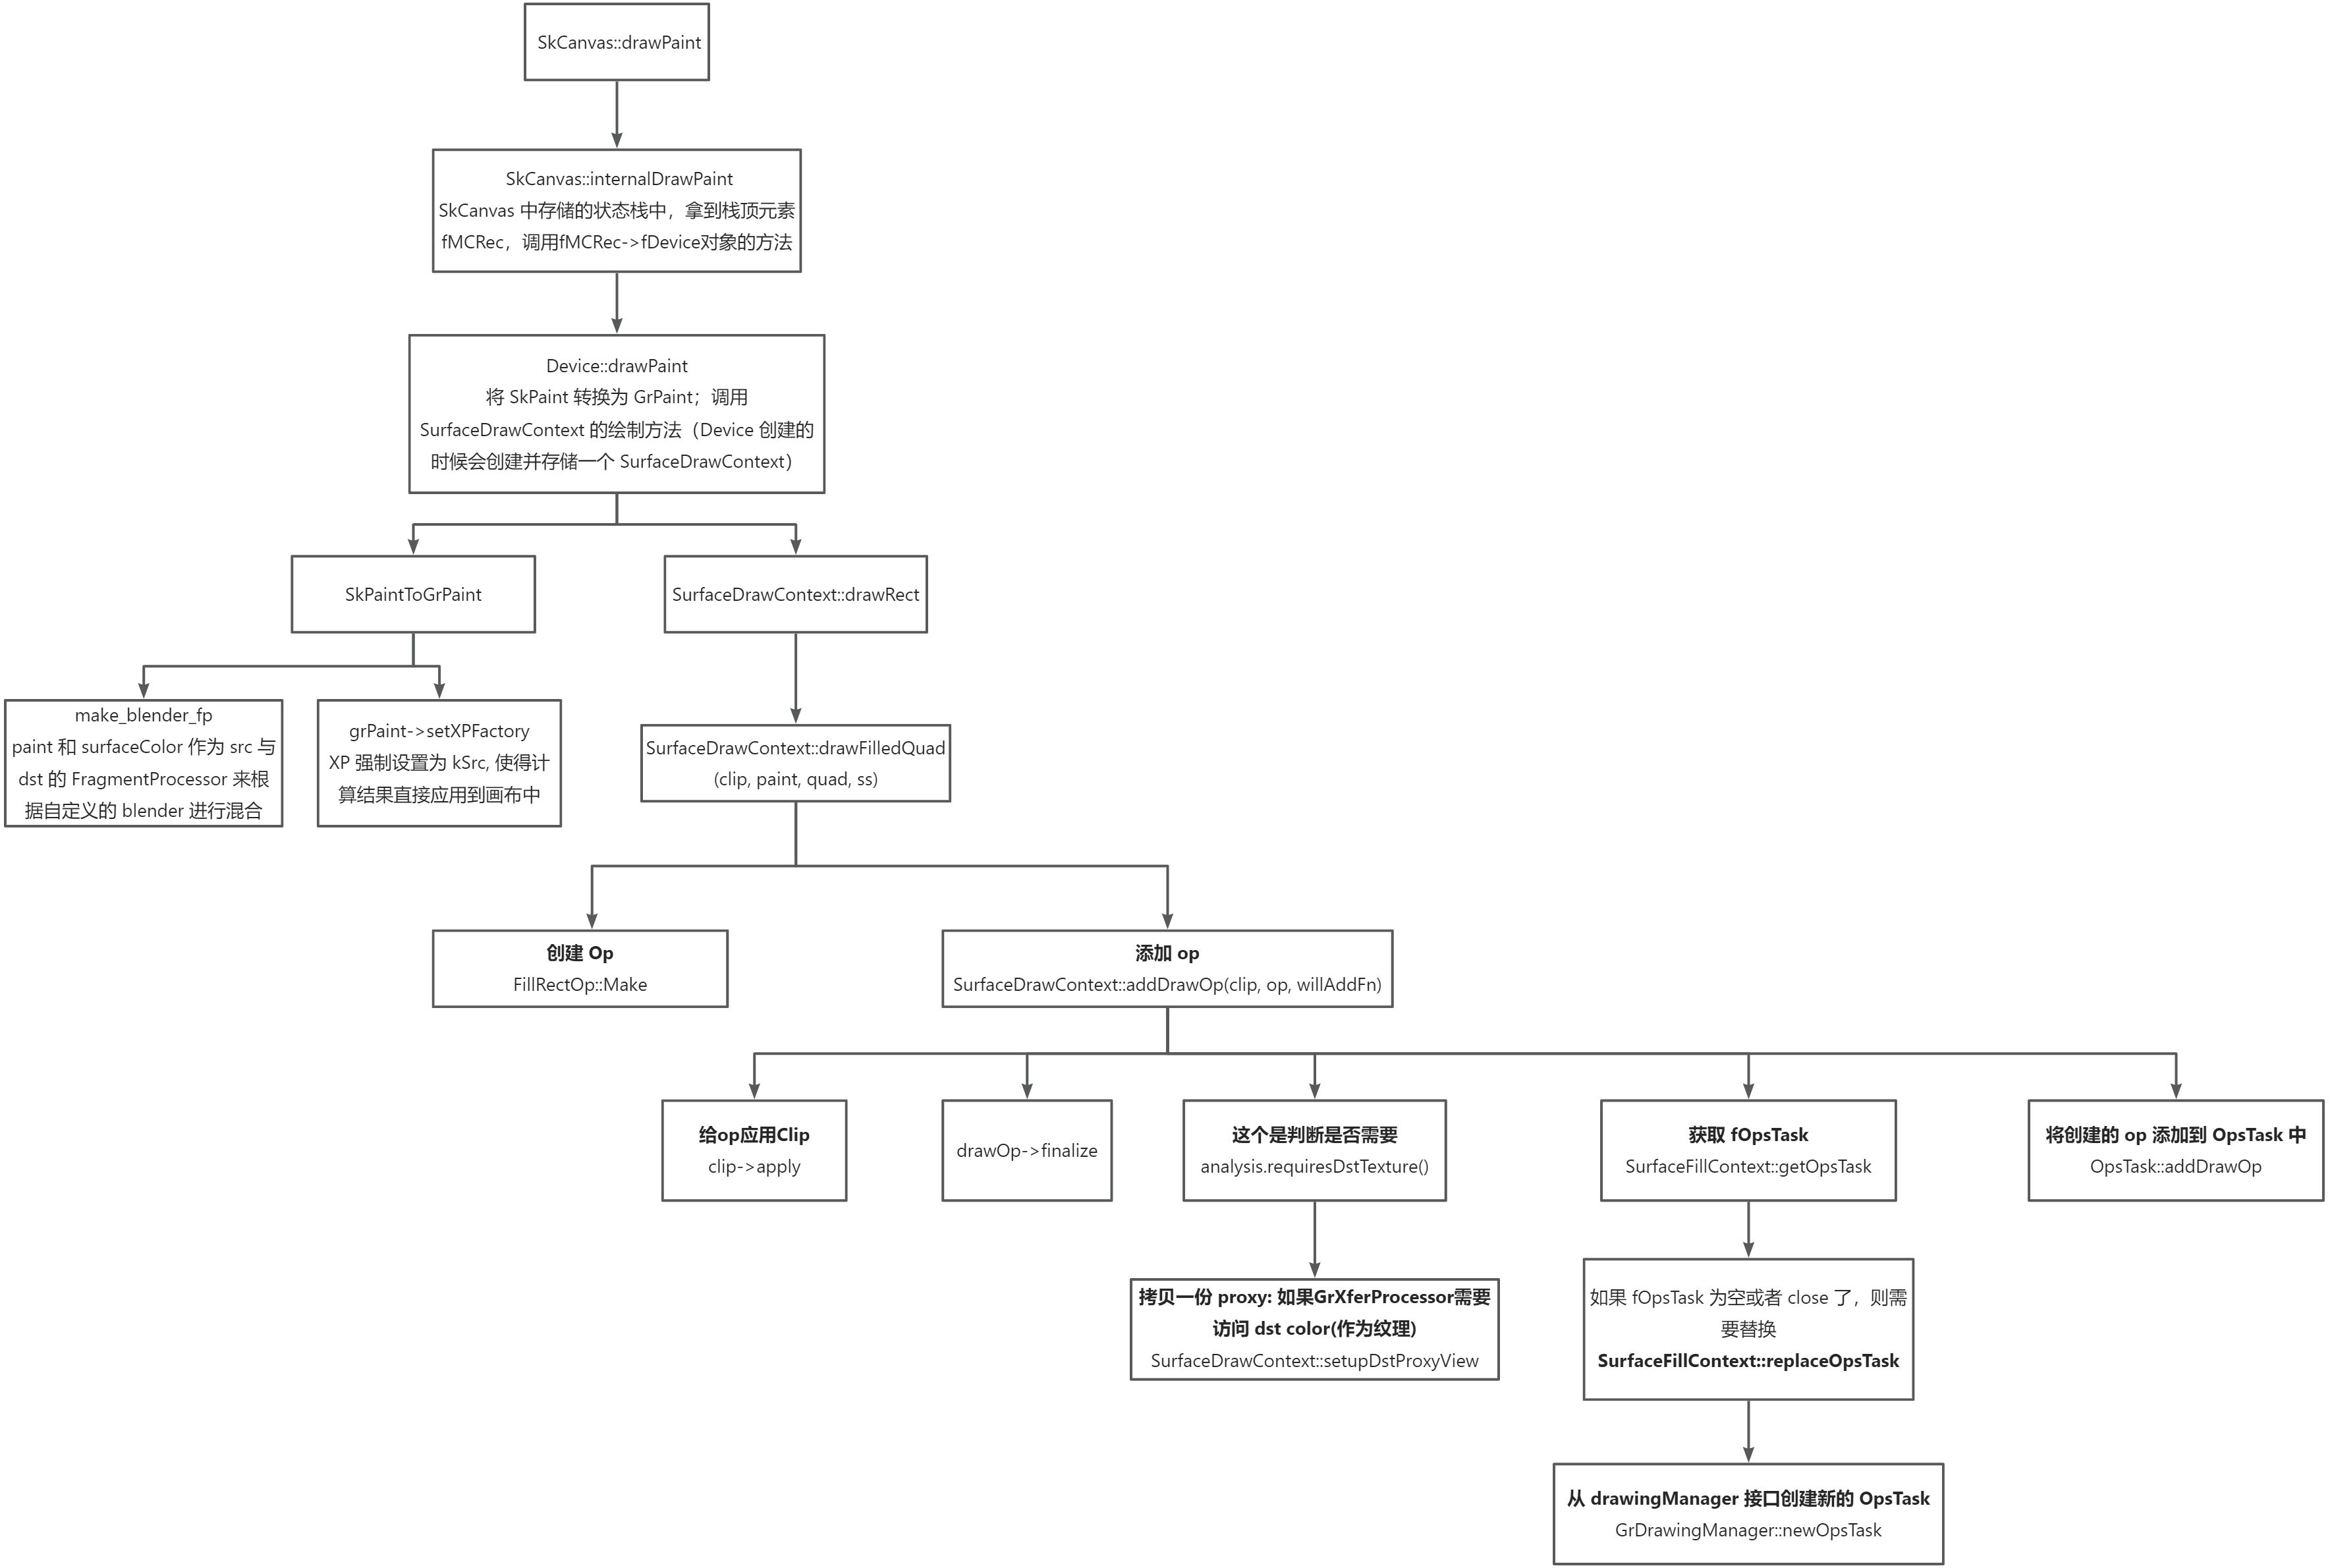 SkCanvas::drawPaint
SkCanvas::internalDrawPaint
SkCanvas 中存储的状态栈中，拿到栈顶元素
fMCRec，调用fMCRec->fDevice对象的方法
Device::drawPaint
将 SkPaint 转换为 GrPaint；调用
SurfaceDrawContext 的绘制方法（Device 创建的
时候会创建并存储一个 SurfaceDrawContext）
SkPaintToGrPaint
SurfaceDrawContext::drawRect
make_blender_fp
paint 和 surfaceColor 作为 src 与
dst 的 FragmentProcessor 来根
据自定义的 blender 进行混合
grPaint->setXPFactory
XP 强制设置为 kSrc, 使得计
算结果直接应用到画布中
SurfaceDrawContext::drawFilledQuad
(clip, paint, quad, ss)
创建 Op
FillRectOp::Make
添加 op
SurfaceDrawContext::addDrawOp(clip, op, willAddFn)
给op应用Clip
clip->apply
drawOp->finalize
这个是判断是否需要
analysis.requiresDstTexture()
获取 fOpsTask
SurfaceFillContext::getOpsTask
将创建的 op 添加到 OpsTask 中
OpsTask::addDrawOp
拷贝一份 proxy: 如果GrXferProcessor需要
访问 dst color(作为纹理)
SurfaceDrawContext::setupDstProxyView
如果 fOpsTask 为空或者 close 了，则需
要替换
SurfaceFillContext::replaceOpsTask
从 drawingManager 接口创建新的 OpsTask
GrDrawingManager::newOpsTask